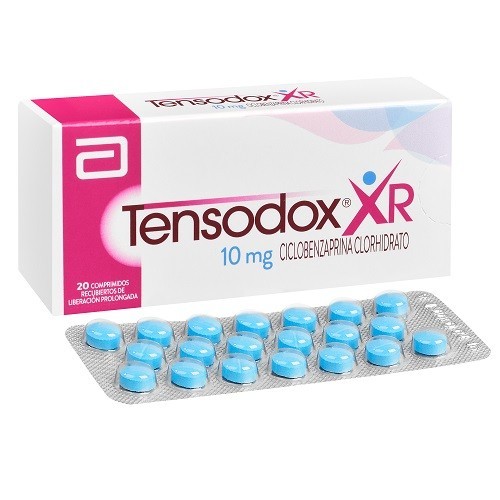 Tensodox XR
10 mg CICLOBENZAPRINA CLORHIDRATO
Tensodox® XR
10 mg CICLOBENZAPRINA CLORHIDRATO
20 COMPRIMIDOS
RECUBIERTOS DE
LIBERACIÓN PROLONGADA